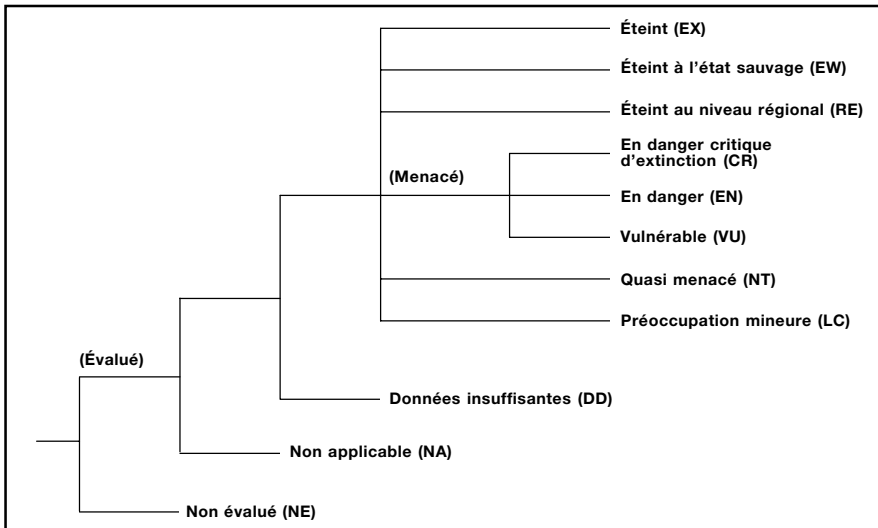 Éteint (EX)
Éteint à l'état sauvage (EW)
Éteint au niveau régional (RE)
En danger critique
d'extinction (CR)
(Menacé)
En danger (EN)
Vulnérable (VU)
Quasi menacé (NT)
Préoccupation mineure (LC)
(Évalué)
Données insuffisantes (DD)
Non applicable (NA)
Non évalué (NE)